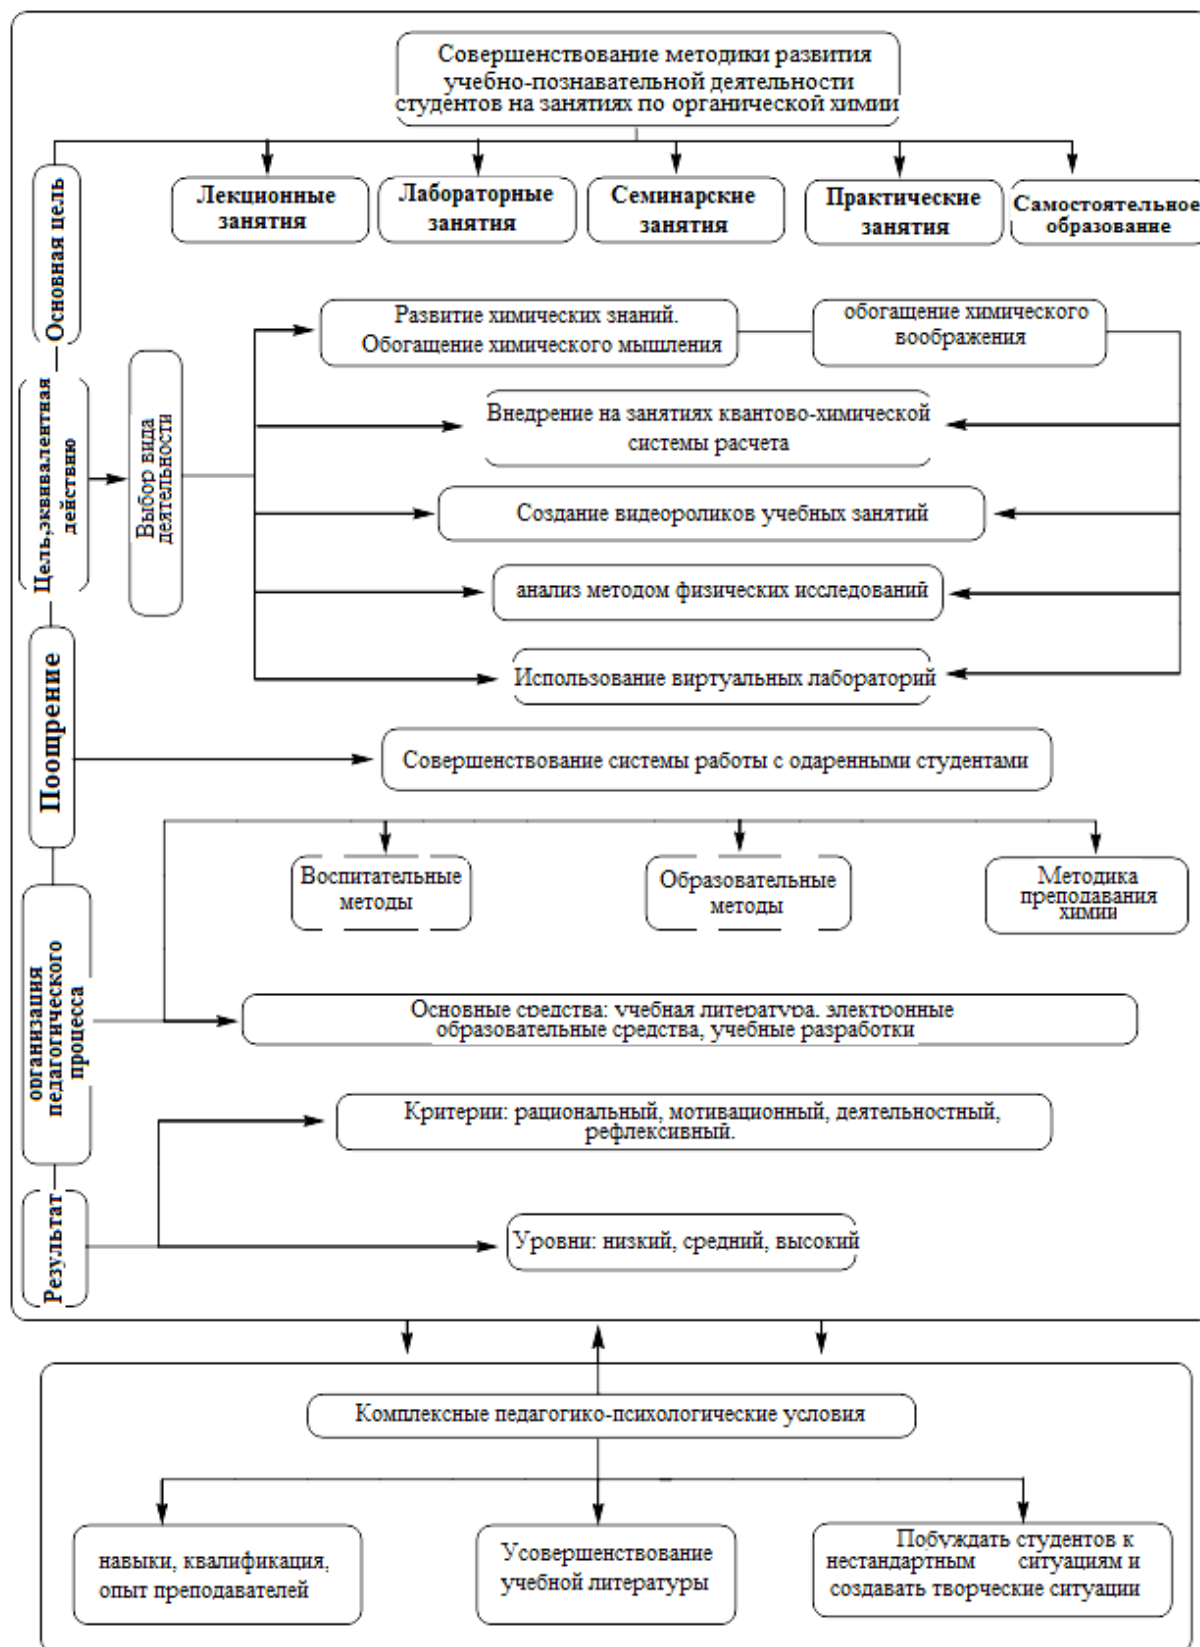 Совершенствование методики развития
учебно-познавательной деятельности
студентов на занятиях по органической химии
Основная цель
Лекционные
занятия
Лабораторные
занятия
Семинарские
занятия
Практические
занятия
Самостоятельное
образование
Цель,эквивалентная
действию
Выбор вида
деятельности
Развитие химических знаний.
Обогащение химического мышления
обогащение химического
воображения
Внедрение на занятиях квантово-химической
системы расчета
Создание видеороликов учебных занятий
анализ методом физических исследований
Использование виртуальных лабораторий
Поощрение
Совершенствование системы работы с одаренными студентами
Воспитательные
методы
Образовательные
методы
Методика
преподавания
химии
организация
педагогического
процесса
Основные средства: учебная литература, электронные
образовательные средства, учебные разработки
Критерии: рациональный, мотивационный, деятельностный,
рефлексивный.
Результат
Уровни: низкий, средний, высокий
Комплексные педагогико-психологические условия
навыки, квалификация,
опыт преподавателей
Усовершенствование
учебной литературы
Побуждать студентов к
нестандартным ситуациям и
создавать творческие ситуации